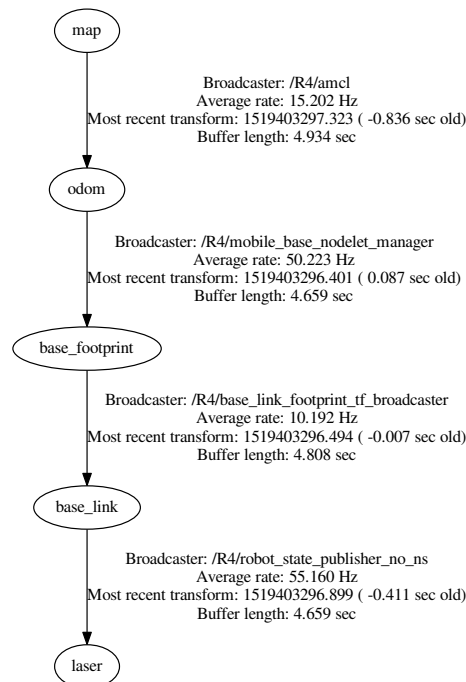 map
Broadcaster: /R4/amcl
Average rate: 15.202 Hz
Most recent transform: 1519403297.323 ( -0.836 sec old)
Buffer length: 4.934 sec
odom
Broadcaster: /R4/mobile_base_nodelet_manager
Average rate: 50.223 Hz
Most recent transform: 1519403296.401 ( 0.087 sec old)
Buffer length: 4.659 sec
base_footprint
Broadcaster: /R4/base_link_footprint_tf_broadcaster
Average rate: 10.192 Hz
Most recent transform: 1519403296.494 ( -0.007 sec old)
Buffer length: 4.808 sec
base_link
Broadcaster: /R4/robot_state_publisher_no_ns
Average rate: 55.160 Hz
Most recent transform: 1519403296.899 ( -0.411 sec old)
Buffer length: 4.659 sec
laser